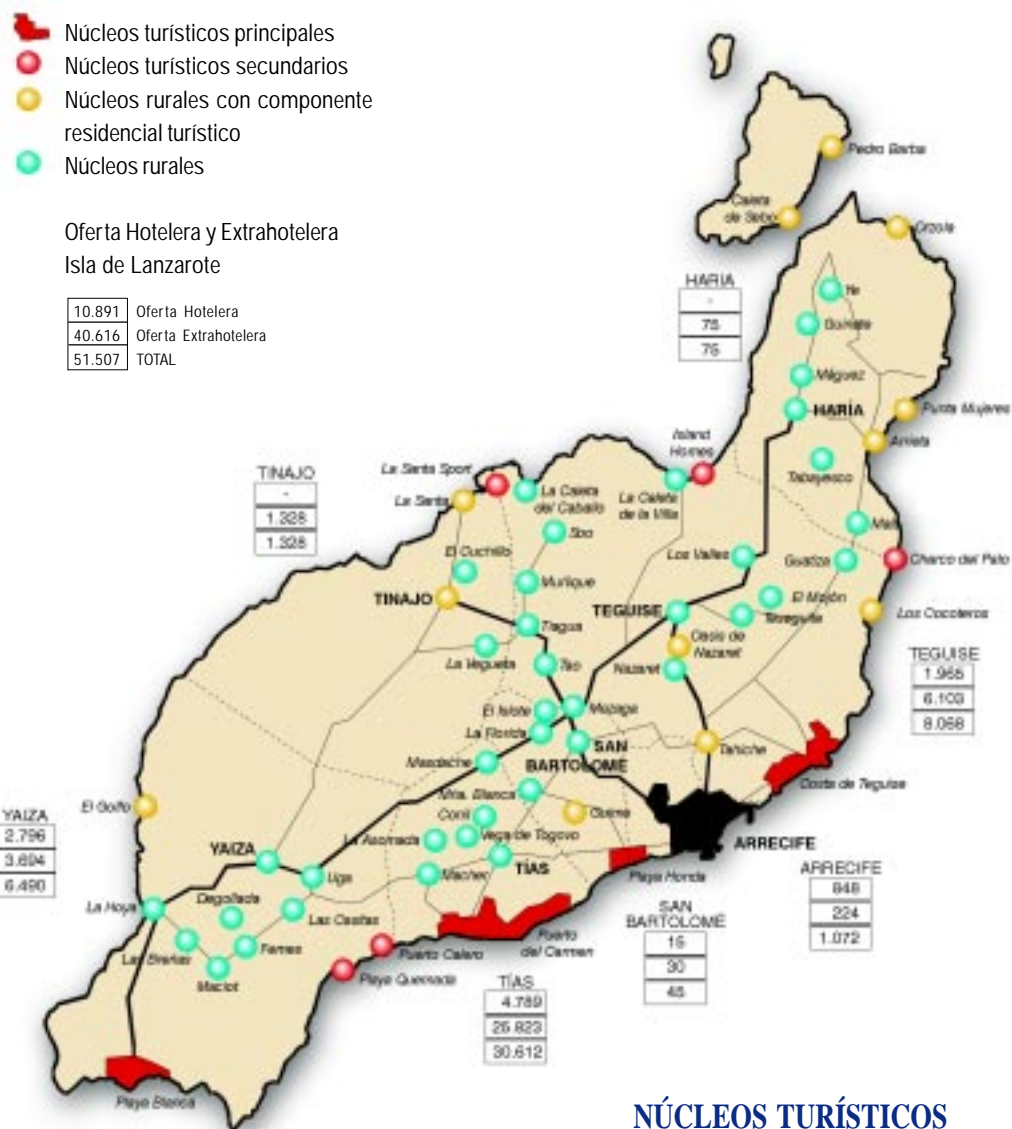 Núcleos turísticos principales
Núcleos turísticos secundarios
Núcleos rurales con componente
residencial turístico
Núcleos rurales
Oferta Hotelera y Extrahotelera
Isla de Lanzarote
10.891 Oferta Hotelera
40.616 Oferta Extrahotelera
51.507 TOTAL
Pedro Barba
Caleta
de Sebo
Orzola
HARIA
-
75
75
Ye
Guinate
Máguez
HARÍA
Punta Mujeres
Arrieta
Tabayesco
Island
Homes
La Caleta
de la Villa
TINAJO
-
1.328
1.328
La Santa Sport
La Santa
La Caleta
del Caballo
Soo
El Cuchillo
Muñique
TINAJO
Tiagua
La Vegueta
Tao
Mala
Guatiza
Charco del Palo
Los Valles
El Mojón
Teseguite
Los Cocoteros
TEGUISE
Oasis de
Nazaret
Nazaret
TEGUISE
1.965
6.103
8.068
El Islote
Mozaga
La Florida
SAN
BARTOLOMÉ
Tahiche
Masdache
Costa de Teguise
Mña. Blanca
Conil
Güime
La Asomada
Vega de Tegoyo
ARRECIFE
El Golfo
YAIZA
2.796
3.694
6.490
YAIZA
Uga
Macher
TÍAS
Playa Honda
ARRECIFE
848
224
1.072
La Hoya
Degollada
Las Casitas
Las Breñas
Femes
Maciot
Puerto Calero
Playa Quemada
Puerto
del Carmen
SAN
BARTOLOMÉ
15
30
45
TÍAS
4.789
25.823
30.612
Playa Blanca
NÚCLEOS TURÍSTICOS